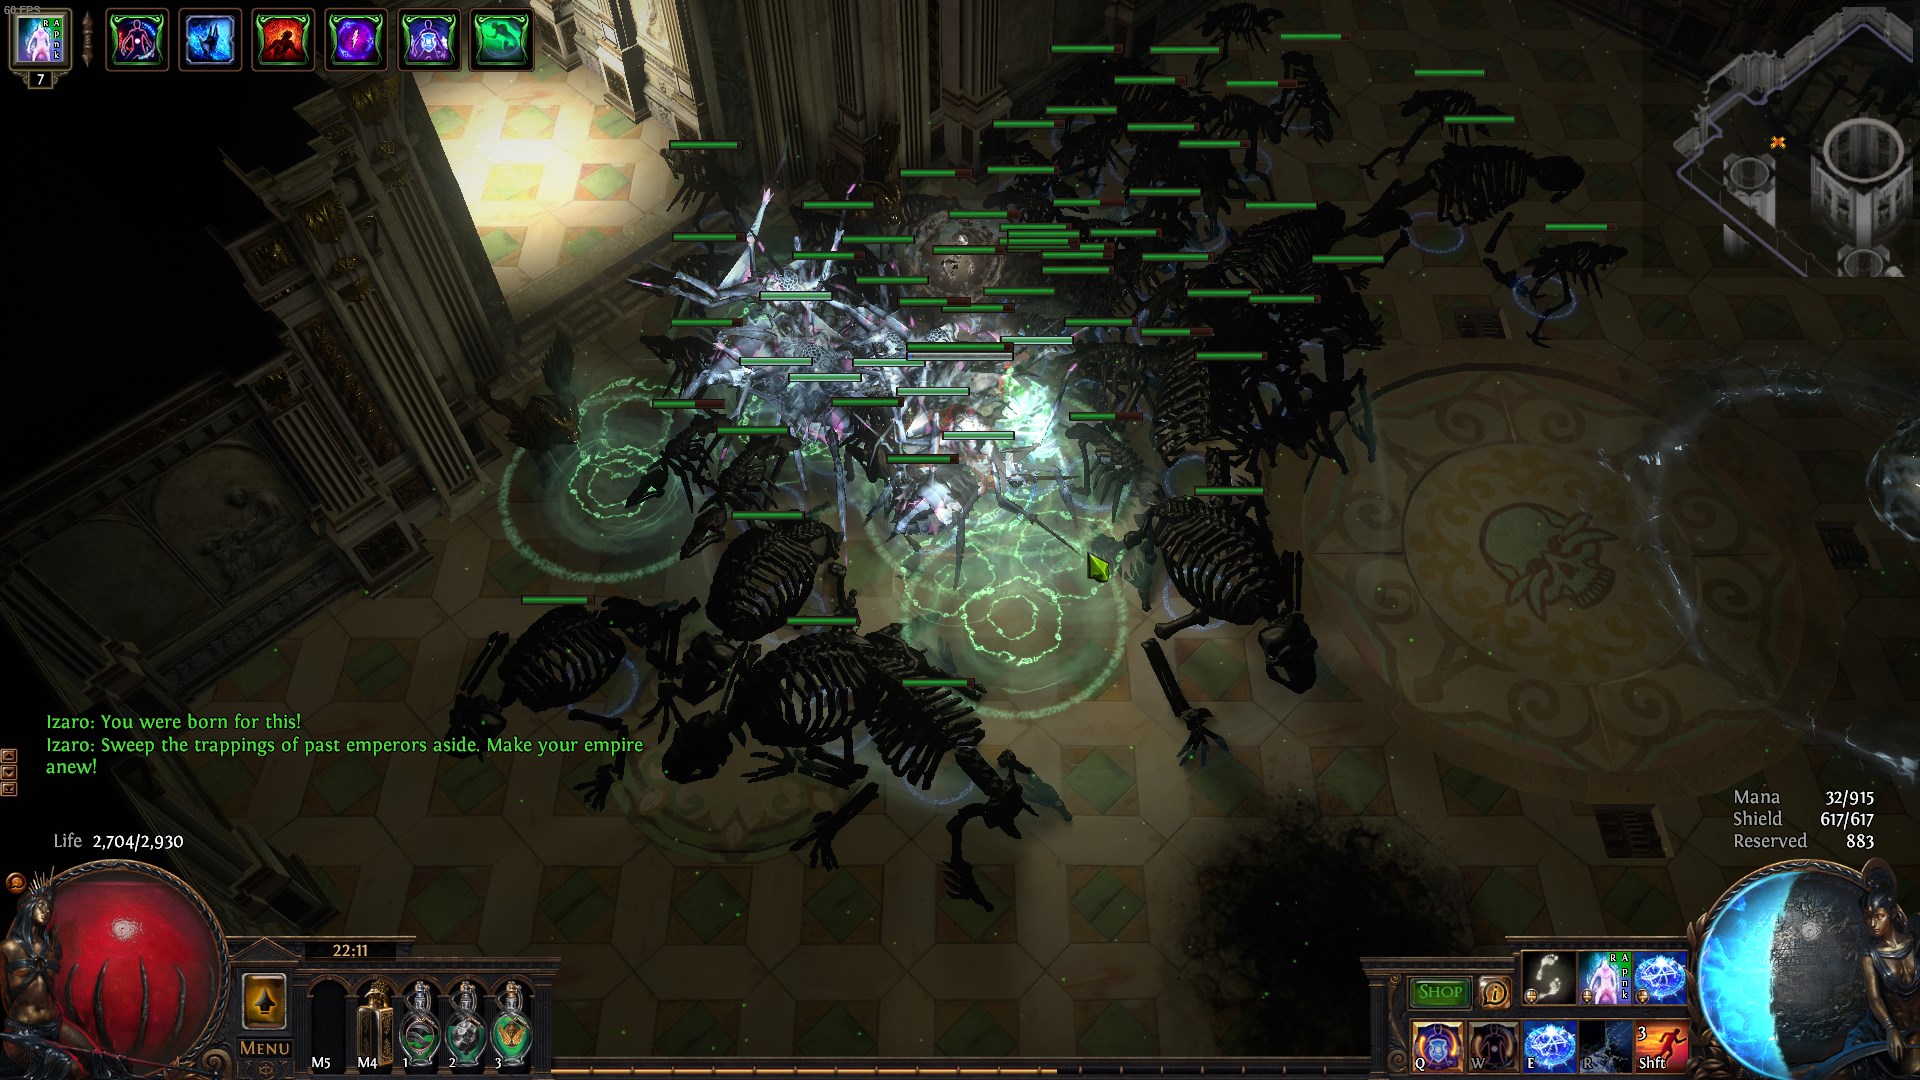 60 FPS
R A
P
n
k
7
Izaro: You were born for this!
Izaro: Sweep the trappings of past emperors aside. Make your empire
anew!
Life 2,704/2,930
Mana 32/915
Shield 617/617
Reserved 883
22:11
MENU
M5 M4 1 2 3
SHOP
R A
P
n
k
3
Q W E R Shft